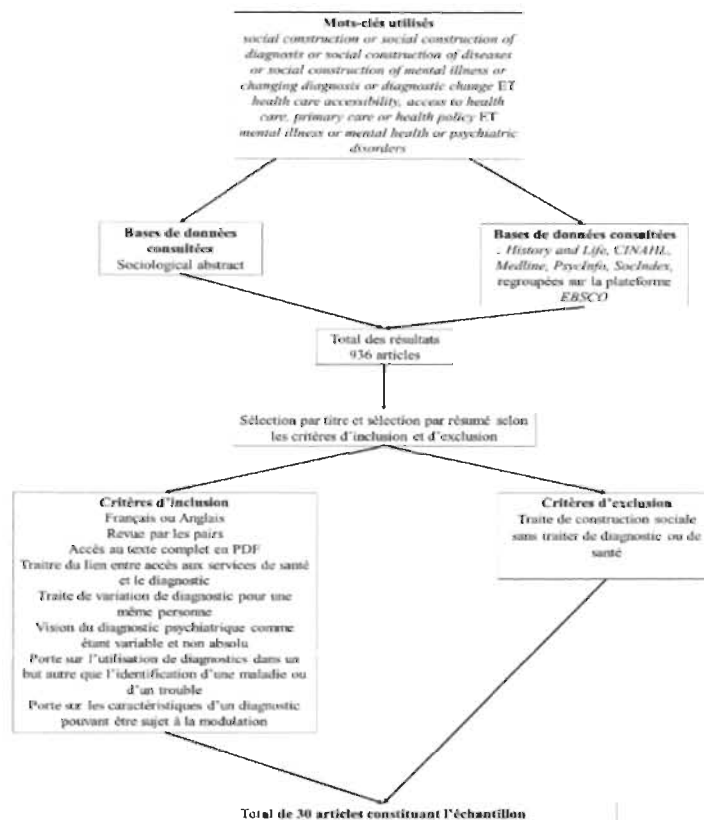 Mots-clés utilisés
social construction or social construction of
diagnosis or social construction of diseases
or social construction of mental illness or
changing diagnosis or diagnostic change ET
health care accessibility, access to health
care, primary care or health policy ET
mental illness or mental health or psychiatric
disorders
Bases de données
consultées
Sociological abstract
Bases de données consultées
. History and Life, CINAHL,
Medline, PsycInfo, SocIndex,
regroupées sur la plateforme
EBSCO
Total des résultats
936 articles
Sélection par titre et sélection par résumé selon
les critères d'inclusion et d'exclusion
Critères d'inclusion
Français ou Anglais
Revue par les pairs
Accès au texte complet en PDF
Traitre du lien entre accès aux services de santé
et le diagnostic
Traite de variation de diagnostic pour une
même personne
Vision du diagnostic psychiatrique comme
étant variable et non absolu
Porte sur l'utilisation de diagnostics dans un
but autre que l'identification d'une maladie ou
d'un trouble
Porte sur les caractéristiques d'un diagnostic
pouvant être sujet à la modulation
Critères d'exclusion
Traite de construction sociale
sans traiter de diagnostic ou de
santé
Total de 30 articles constituant l'échantillon